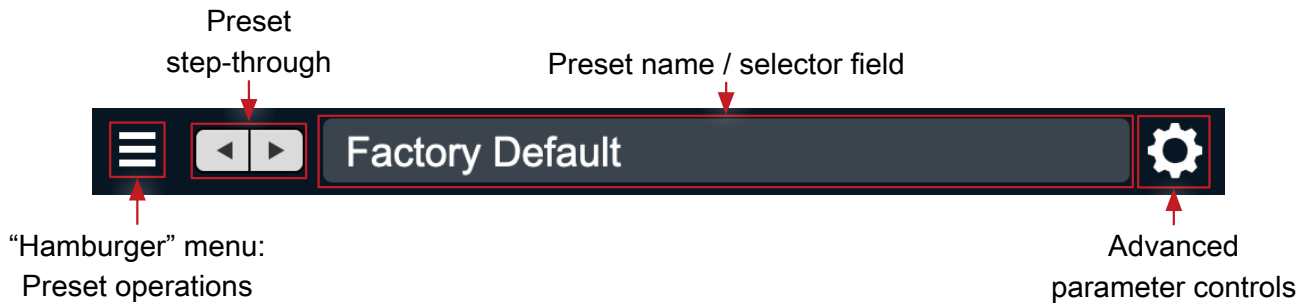 Preset
step-through
Preset name / selector field
Factory Default
“Hamburger” menu:
Preset operations
Advanced
parameter controls